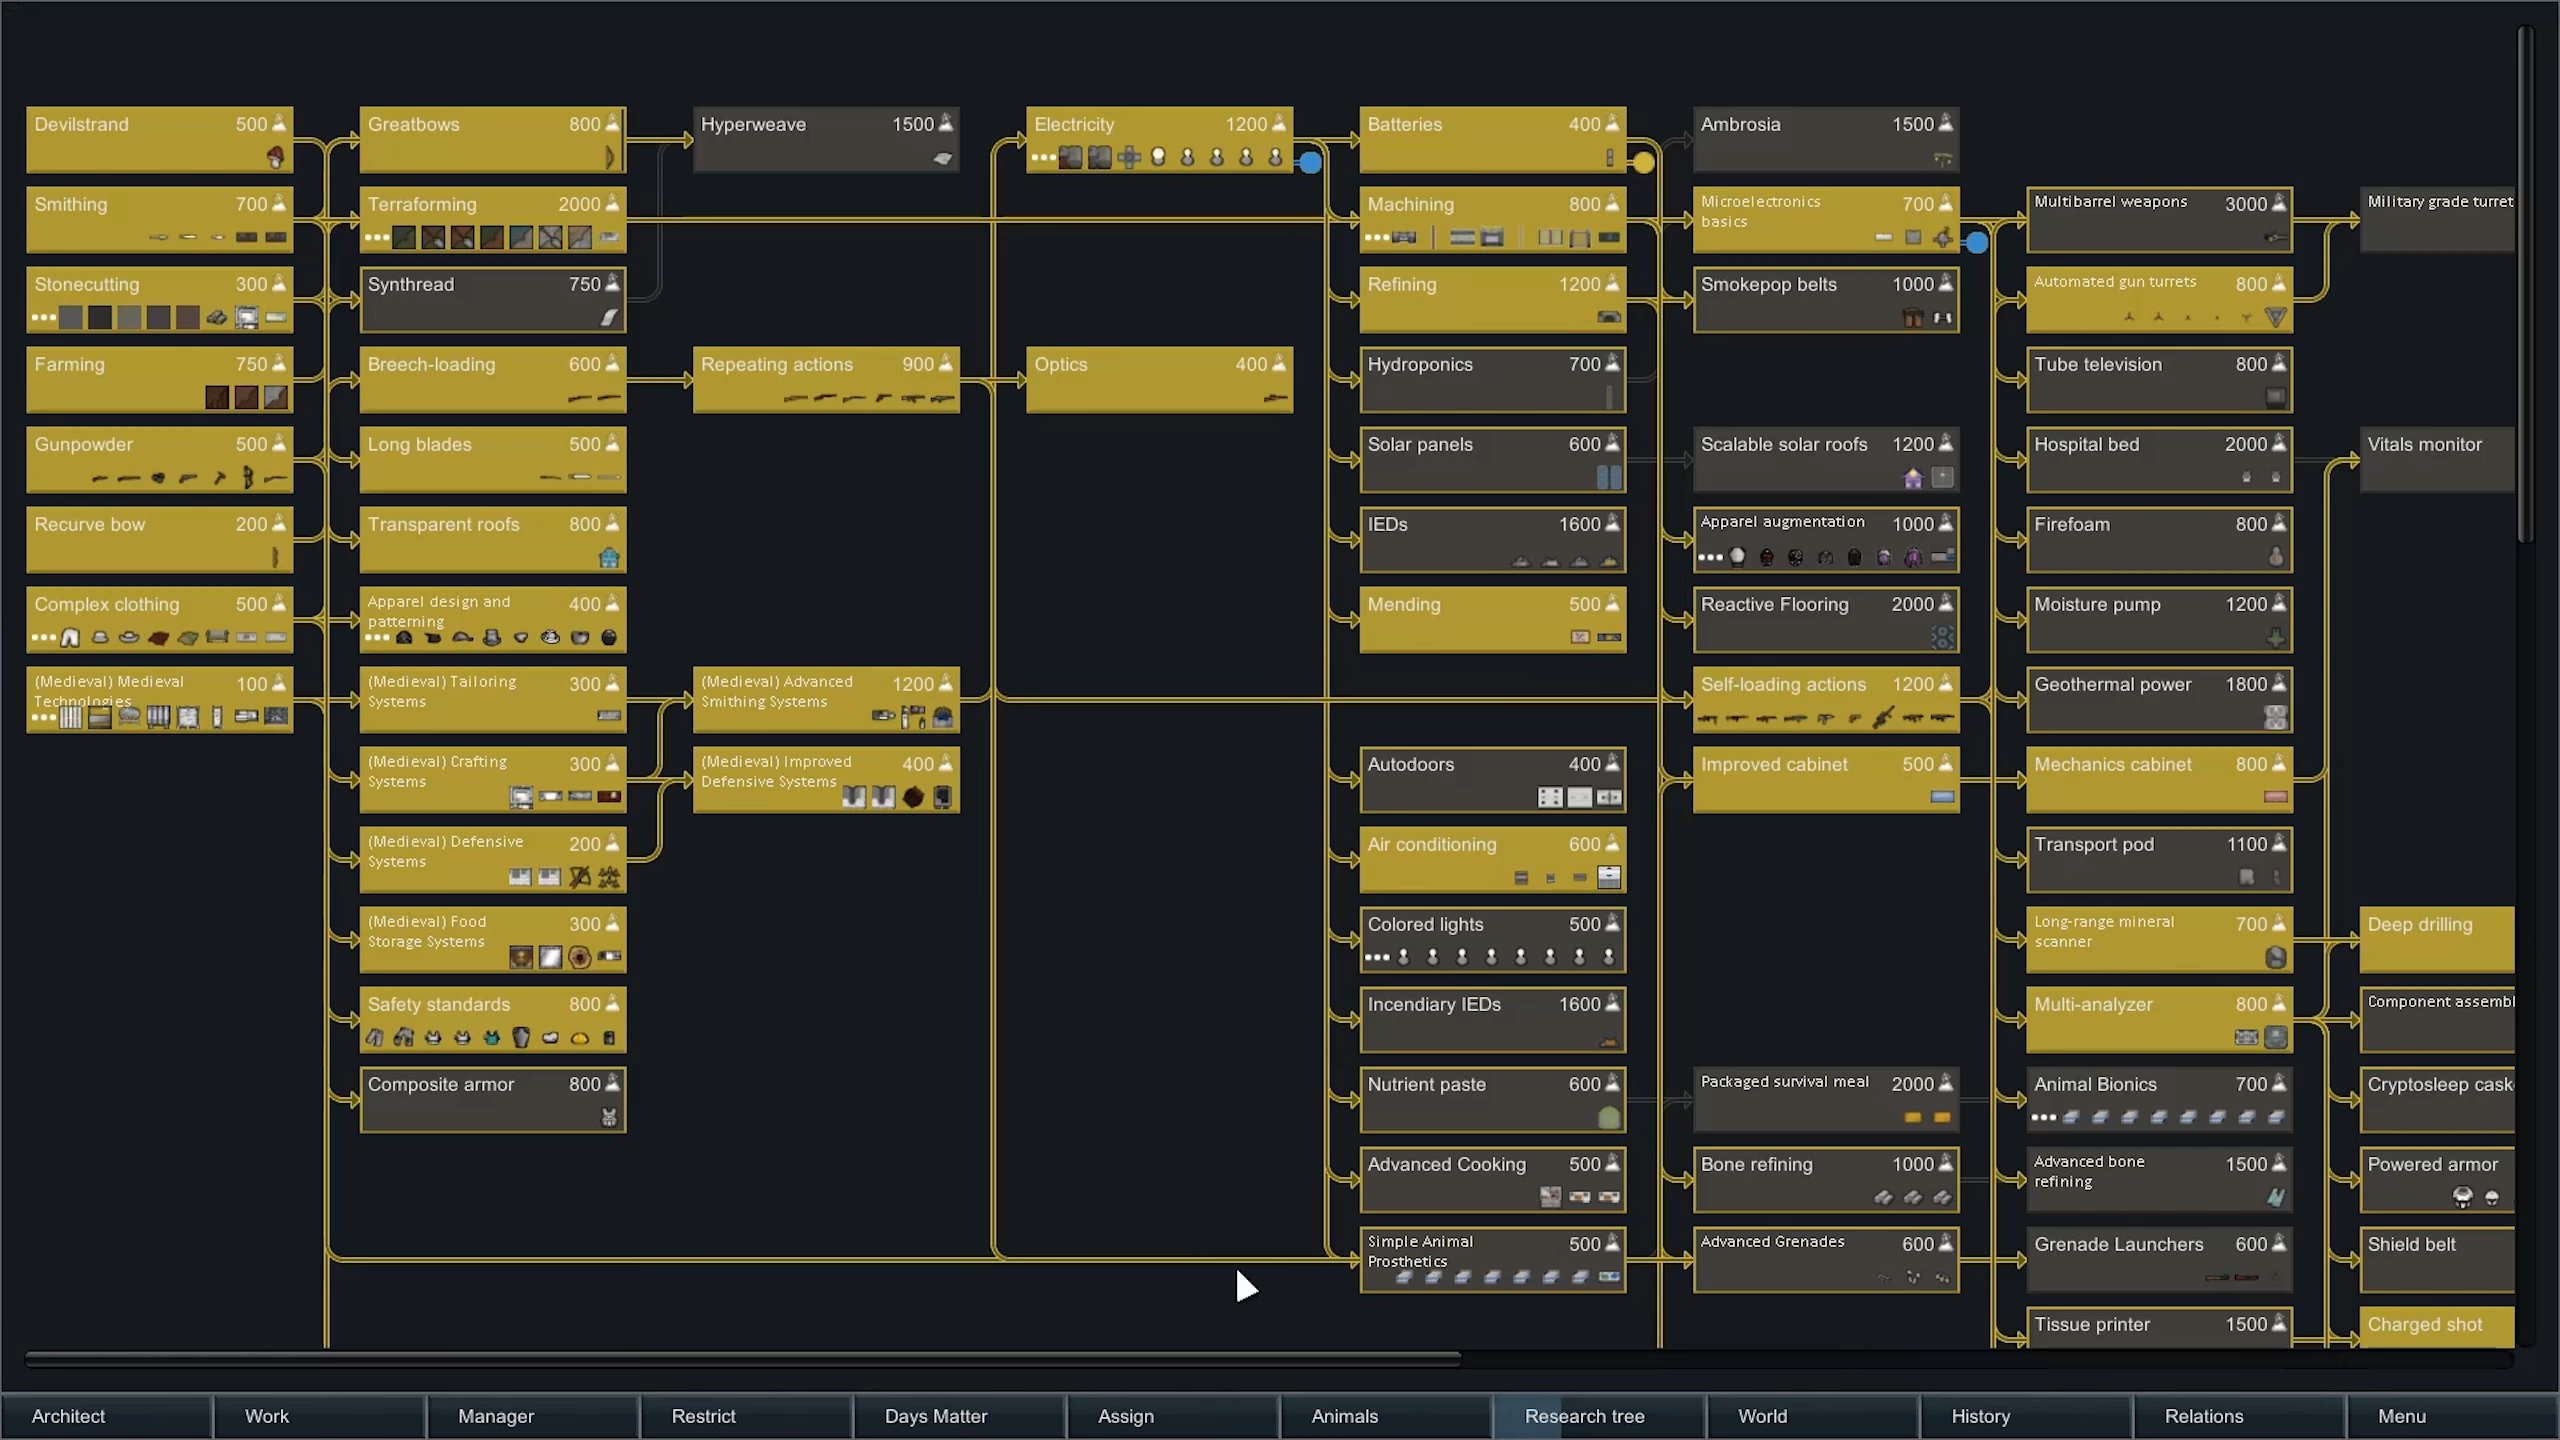 Devilstrand 500
Greatbows 800
Hyperweave 1500
Electricity 1200
Batteries 400
Ambrosia 1500
Smithing 700
Terraforming 2000
Machining 800
Microelectronics 700
basics
Multibarrel weapons 3000
Military grade turret
Stonecutting 300
Synthread 750
Refining 1200
Smokepop belts 1000
Automated gun turrets 800
Farming 750
Breech-loading 600
Repeating actions 900
Optics 400
Hydroponics 700
Tube television 800
Gunpowder 500
Long blades 500
Solar panels 600
Scalable solar roofs 1200
Hospital bed 2000
Vitals monitor
Recurve bow 200
Transparent roofs 800
IEDs 1600
Apparel augmentation 1000
Firefoam 800
Complex clothing 500
Apparel design and 400
patterning
Mending 500
Reactive Flooring 2000
Moisture pump 1200
(Medieval) Medieval 100
Technologies
(Medieval) Tailoring 300
Systems
(Medieval) Advanced 1200
Smithing Systems
Self-loading actions 1200
Geothermal power 1800
(Medieval) Crafting 300
Systems
(Medieval) Improved 400
Defensive Systems
Autodoors 400
Improved cabinet 500
Mechanics cabinet 800
(Medieval) Defensive 200
Systems
Air conditioning 600
Transport pod 1100
(Medieval) Food 300
Storage Systems
Colored lights 500
Long-range mineral 700
scanner
Deep drilling
Safety standards 800
Incendiary IEDs 1600
Multi-analyzer 800
Component assembl
Composite armor 800
Nutrient paste 600
Packaged survival meal 2000
Animal Bionics 700
Cryptosleep cask
Advanced Cooking 500
Bone refining 1000
Advanced bone 1500
refining
Powered armor
Simple Animal 500
Prosthetics
Advanced Grenades 600
Grenade Launchers 600
Shield belt
Tissue printer 1500
Charged shot
Architect
Work
Manager
Restrict
Days Matter
Assign
Animals
Research tree
World
History
Relations
Menu